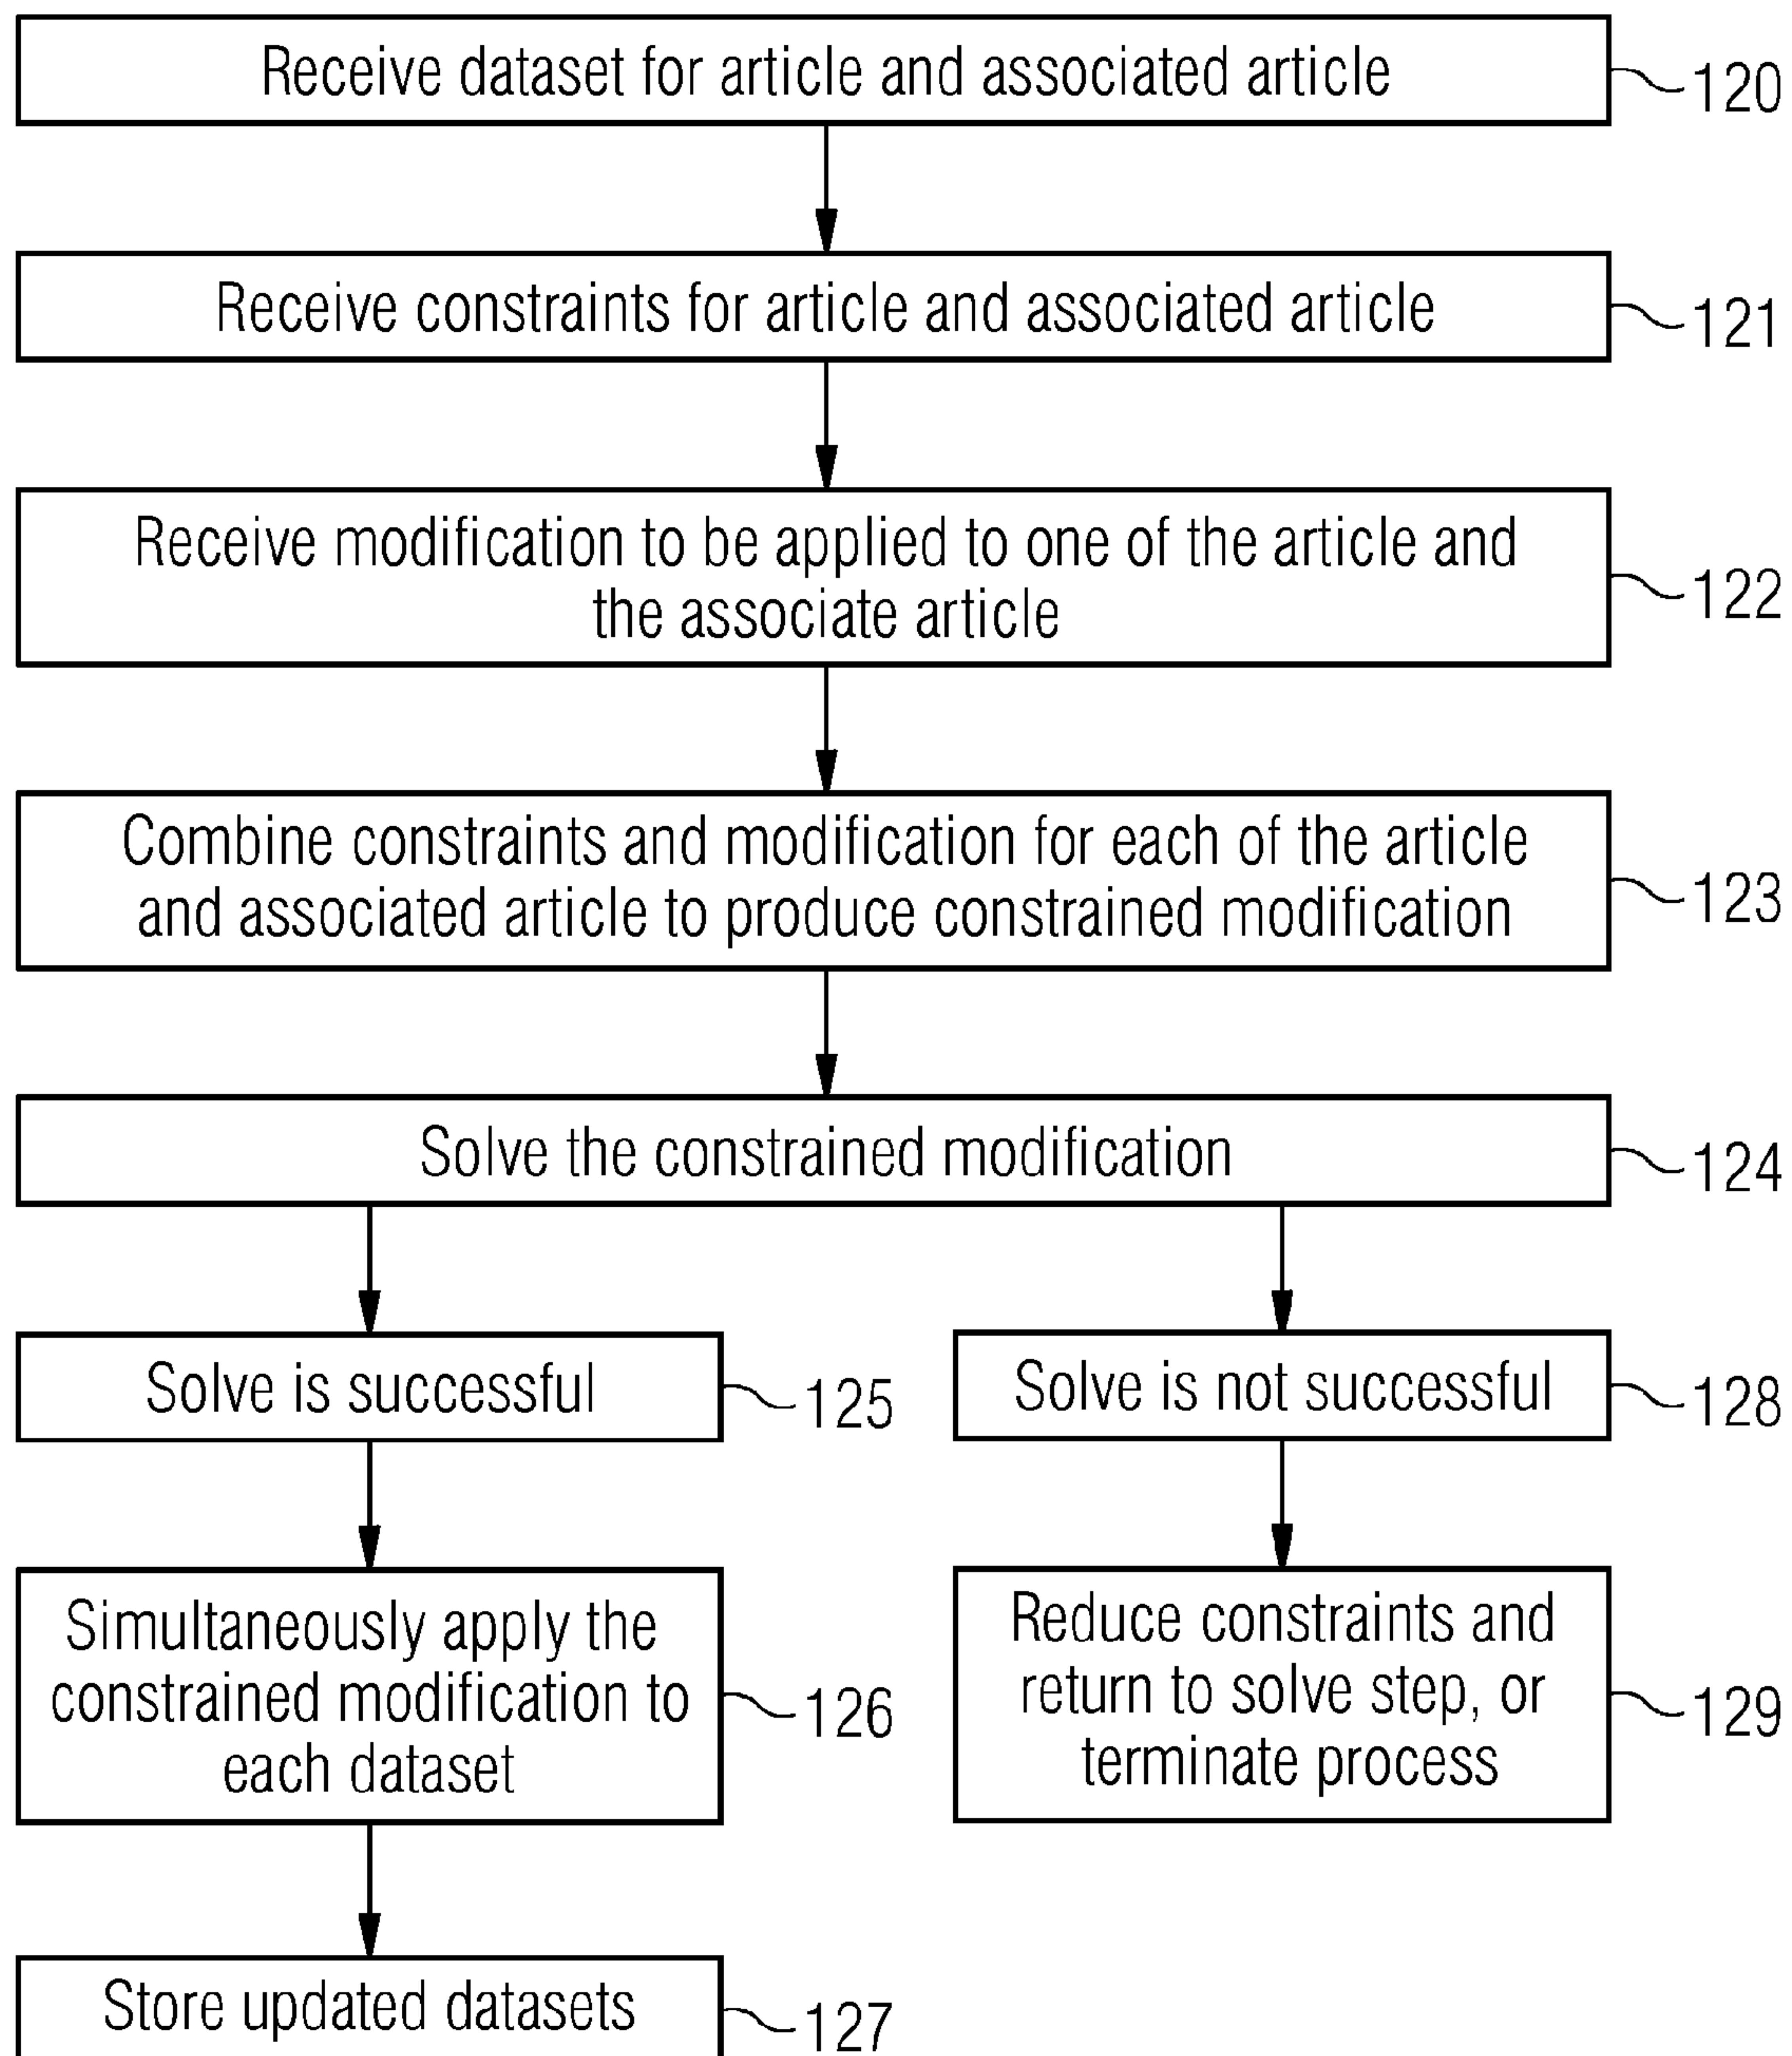 Receive dataset for article and associated article
120
Receive constraints for article and associated article
121
Receive modification to be applied to one of the article and
the associate article
122
Combine constraints and modification for each of the article
and associated article to produce constrained modification
123
Solve the constrained modification
124
Solve is successful
125
Solve is not successful
128
Simultaneously apply the
constrained modification to
each dataset
126
Reduce constraints and
return to solve step, or
terminate process
129
Store updated datasets
127